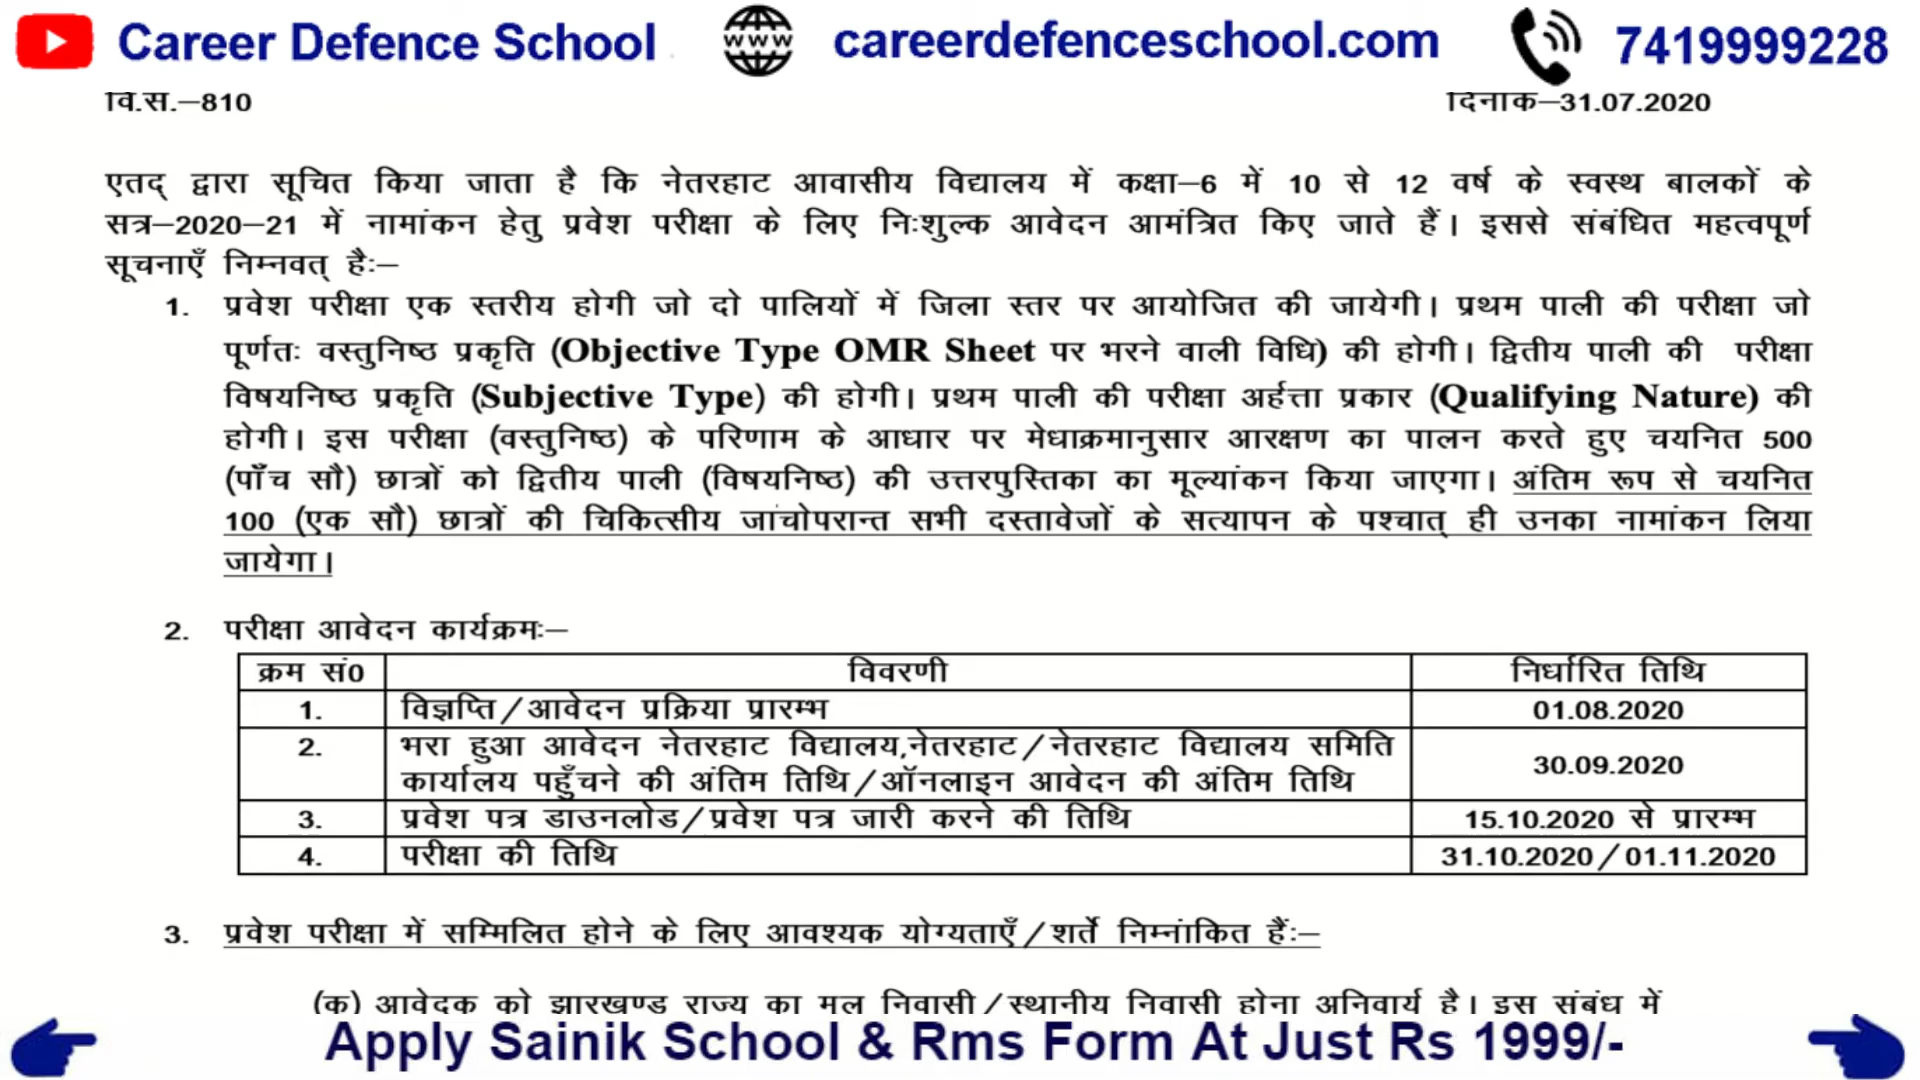 Career Defence School
www
careerdefenceschool.com
7419999228
वि.स.–810
दिनांक–31.07.2020
एतद् द्वारा सूचित किया जाता है कि नेतरहाट आवासीय विद्यालय में कक्षा–6 में 10 से 12 वर्ष के स्वस्थ बालकों के
सत्र–2020–21 में नामांकन हेतु प्रवेश परीक्षा के लिए निःशुल्क आवेदन आमंत्रित किए जाते हैं। इससे संबंधित महत्वपूर्ण
सूचनाएँ निम्नवत् हैः–
1. प्रवेश परीक्षा एक स्तरीय होगी जो दो पालियों में जिला स्तर पर आयोजित की जायेगी। प्रथम पाली की परीक्षा जो
पूर्णतः वस्तुनिष्ठ प्रकृति (Objective Type OMR Sheet पर भरने वाली विधि) की होगी। द्वितीय पाली की परीक्षा
विषयनिष्ठ प्रकृति (Subjective Type) की होगी। प्रथम पाली की परीक्षा अर्हत्ता प्रकार (Qualifying Nature) की
होगी। इस परीक्षा (वस्तुनिष्ठ) के परिणाम के आधार पर मेधाक्रमानुसार आरक्षण का पालन करते हुए चयनित 500
(पाँच सौ) छात्रों को द्वितीय पाली (विषयनिष्ठ) की उत्तरपुस्तिका का मूल्यांकन किया जाएगा। अंतिम रूप से चयनित
100 (एक सौ) छात्रों की चिकित्सीय जांचोपरान्त सभी दस्तावेजों के सत्यापन के पश्चात् ही उनका नामांकन लिया
जायेगा।
2. परीक्षा आवेदन कार्यक्रमः–
क्रम सं0 विवरणी निर्धारित तिथि
1. विज्ञप्ति/आवेदन प्रक्रिया प्रारम्भ 01.08.2020
2. भरा हुआ आवेदन नेतरहाट विद्यालय,नेतरहाट/नेतरहाट विद्यालय समिति
कार्यालय पहुँचने की अंतिम तिथि/ऑनलाइन आवेदन की अंतिम तिथि 30.09.2020
3. प्रवेश पत्र डाउनलोड/प्रवेश पत्र जारी करने की तिथि 15.10.2020 से प्रारम्भ
4. परीक्षा की तिथि 31.10.2020/01.11.2020
3. प्रवेश परीक्षा में सम्मिलित होने के लिए आवश्यक योग्यताएँ/शर्ते निम्नांकित हैंः–
(क) आवेदक को झारखण्ड राज्य का मूल निवासी/स्थानीय निवासी होना अनिवार्य है। इस संबंध में
Apply Sainik School & Rms Form At Just Rs 1999/-